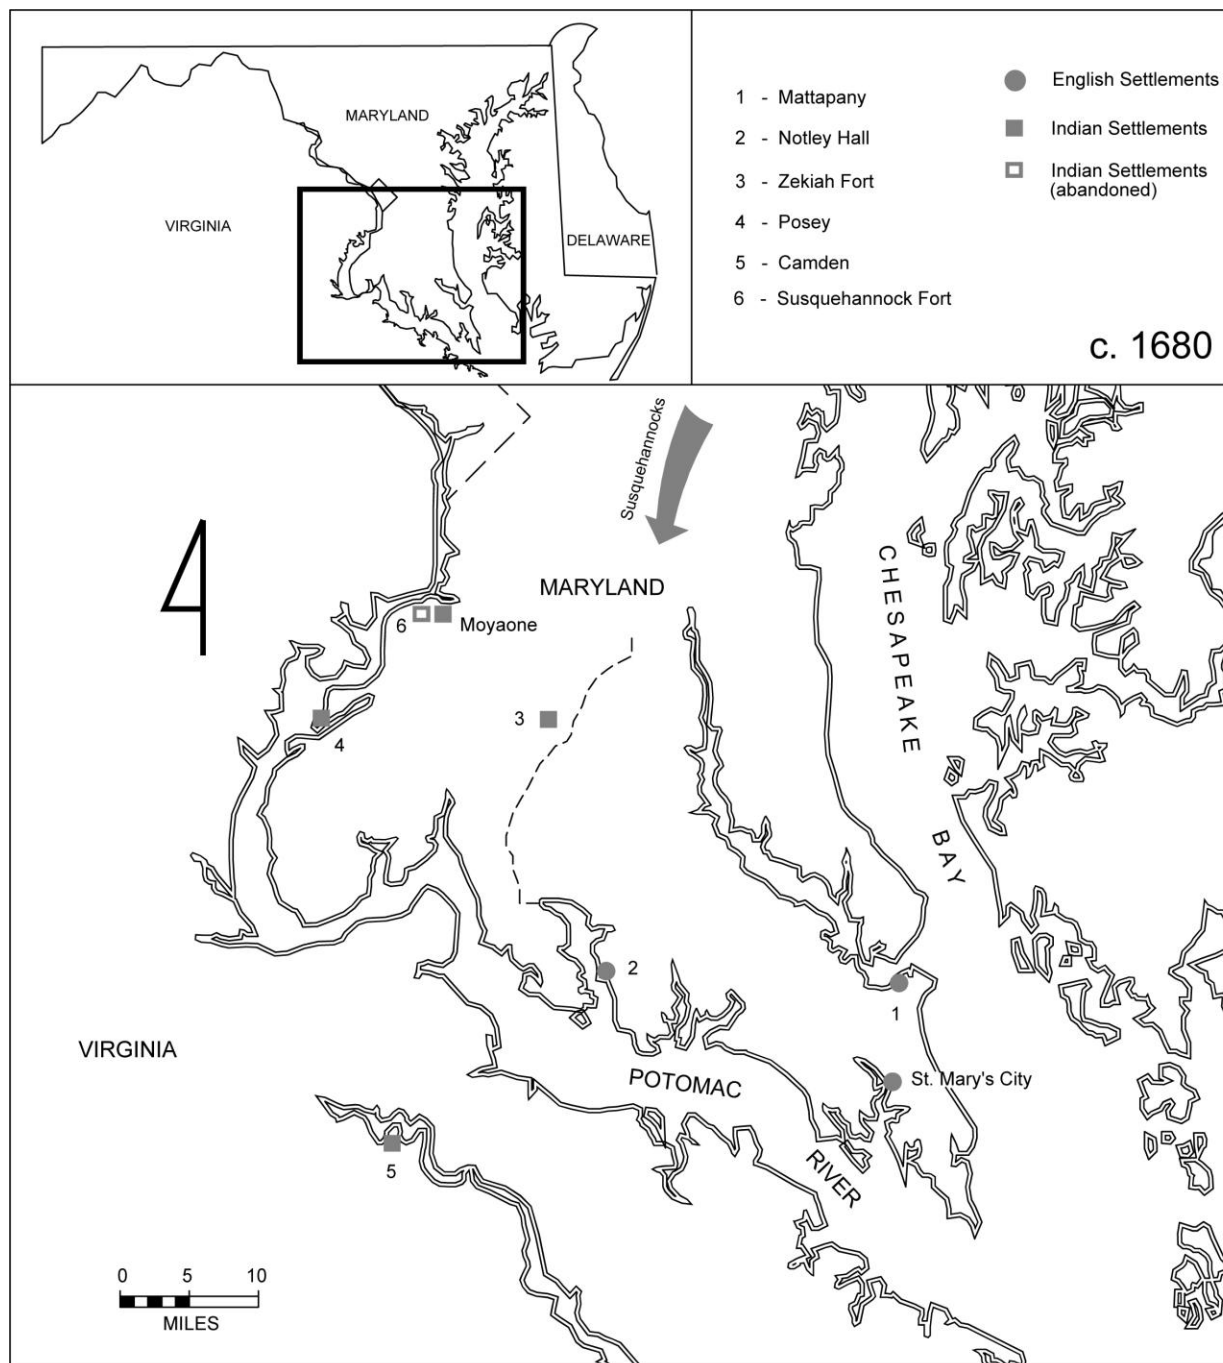 MARYLAND
VIRGINIA
DELAWARE
1 - Mattapany
2 - Notley Hall
3 - Zekiah Fort
4 - Posey
5 - Camden
6 - Susquehannock Fort
English Settlements
Indian Settlements
Indian Settlements
(abandoned)
c. 1680
Susquehannocks
MARYLAND
CHESAPEAKE
BAY
6
Moyaone
3
4
2
1
VIRGINIA
POTOMAC
RIVER
St. Mary's City
5
0 5 10
MILES